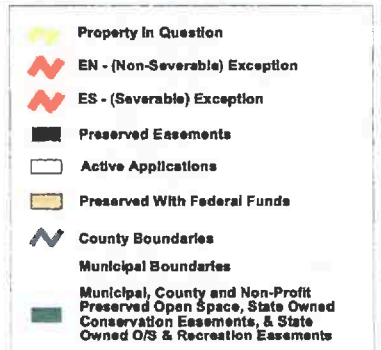 Property In Question
EN - (Non-Severable) Exception
ES - (Severable) Exception
Preserved Easements
Active Applications
Preserved With Federal Funds
County Boundaries
Municipal Boundaries
Municipal, County and Non-Profit
Preserved Open Space, State Owned
Conservation Easements, & State
Owned O/S & Recreation Easements